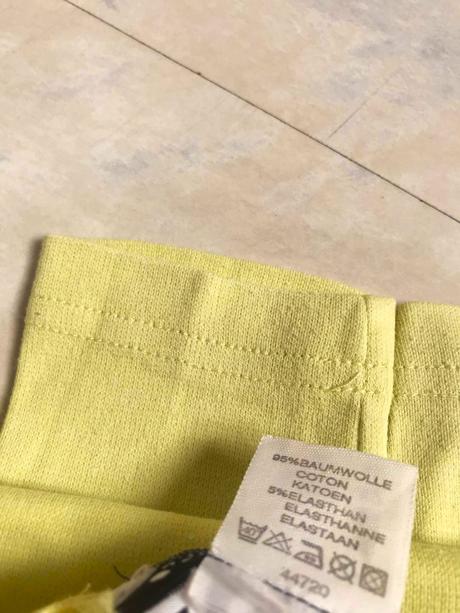 95%BAUMWOLLE
COTON
KATOEN
5%ELASTHAN
ELASTHANNE
ELASTAAN
44720